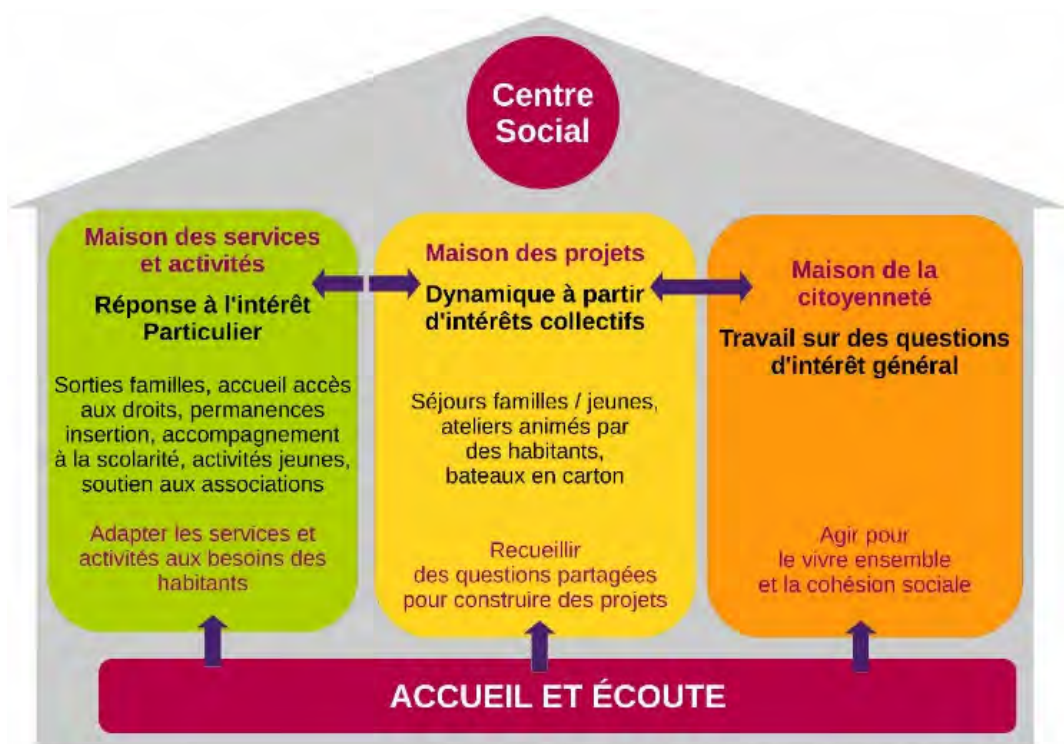 Centre
Social
Maison des services
et activités
Réponse à l'intérêt
Particulier
Sorties familles, accueil accès
aux droits, permanences
insertion, accompagnement
à la scolarité, activités jeunes,
soutien aux associations
Adapter les services et
activités aux besoins des
habitants
Maison des projets
Dynamique à partir
d'intérêts collectifs
Séjours familles / jeunes,
ateliers animés par
des habitants,
bateaux en carton
Recueillir
des questions partagées
pour construire des projets
Maison de la
citoyenneté
Travail sur des questions
d'intérêt général
Agir pour
le vivre ensemble
et la cohésion sociale
ACCUEIL ET ÉCOUTE